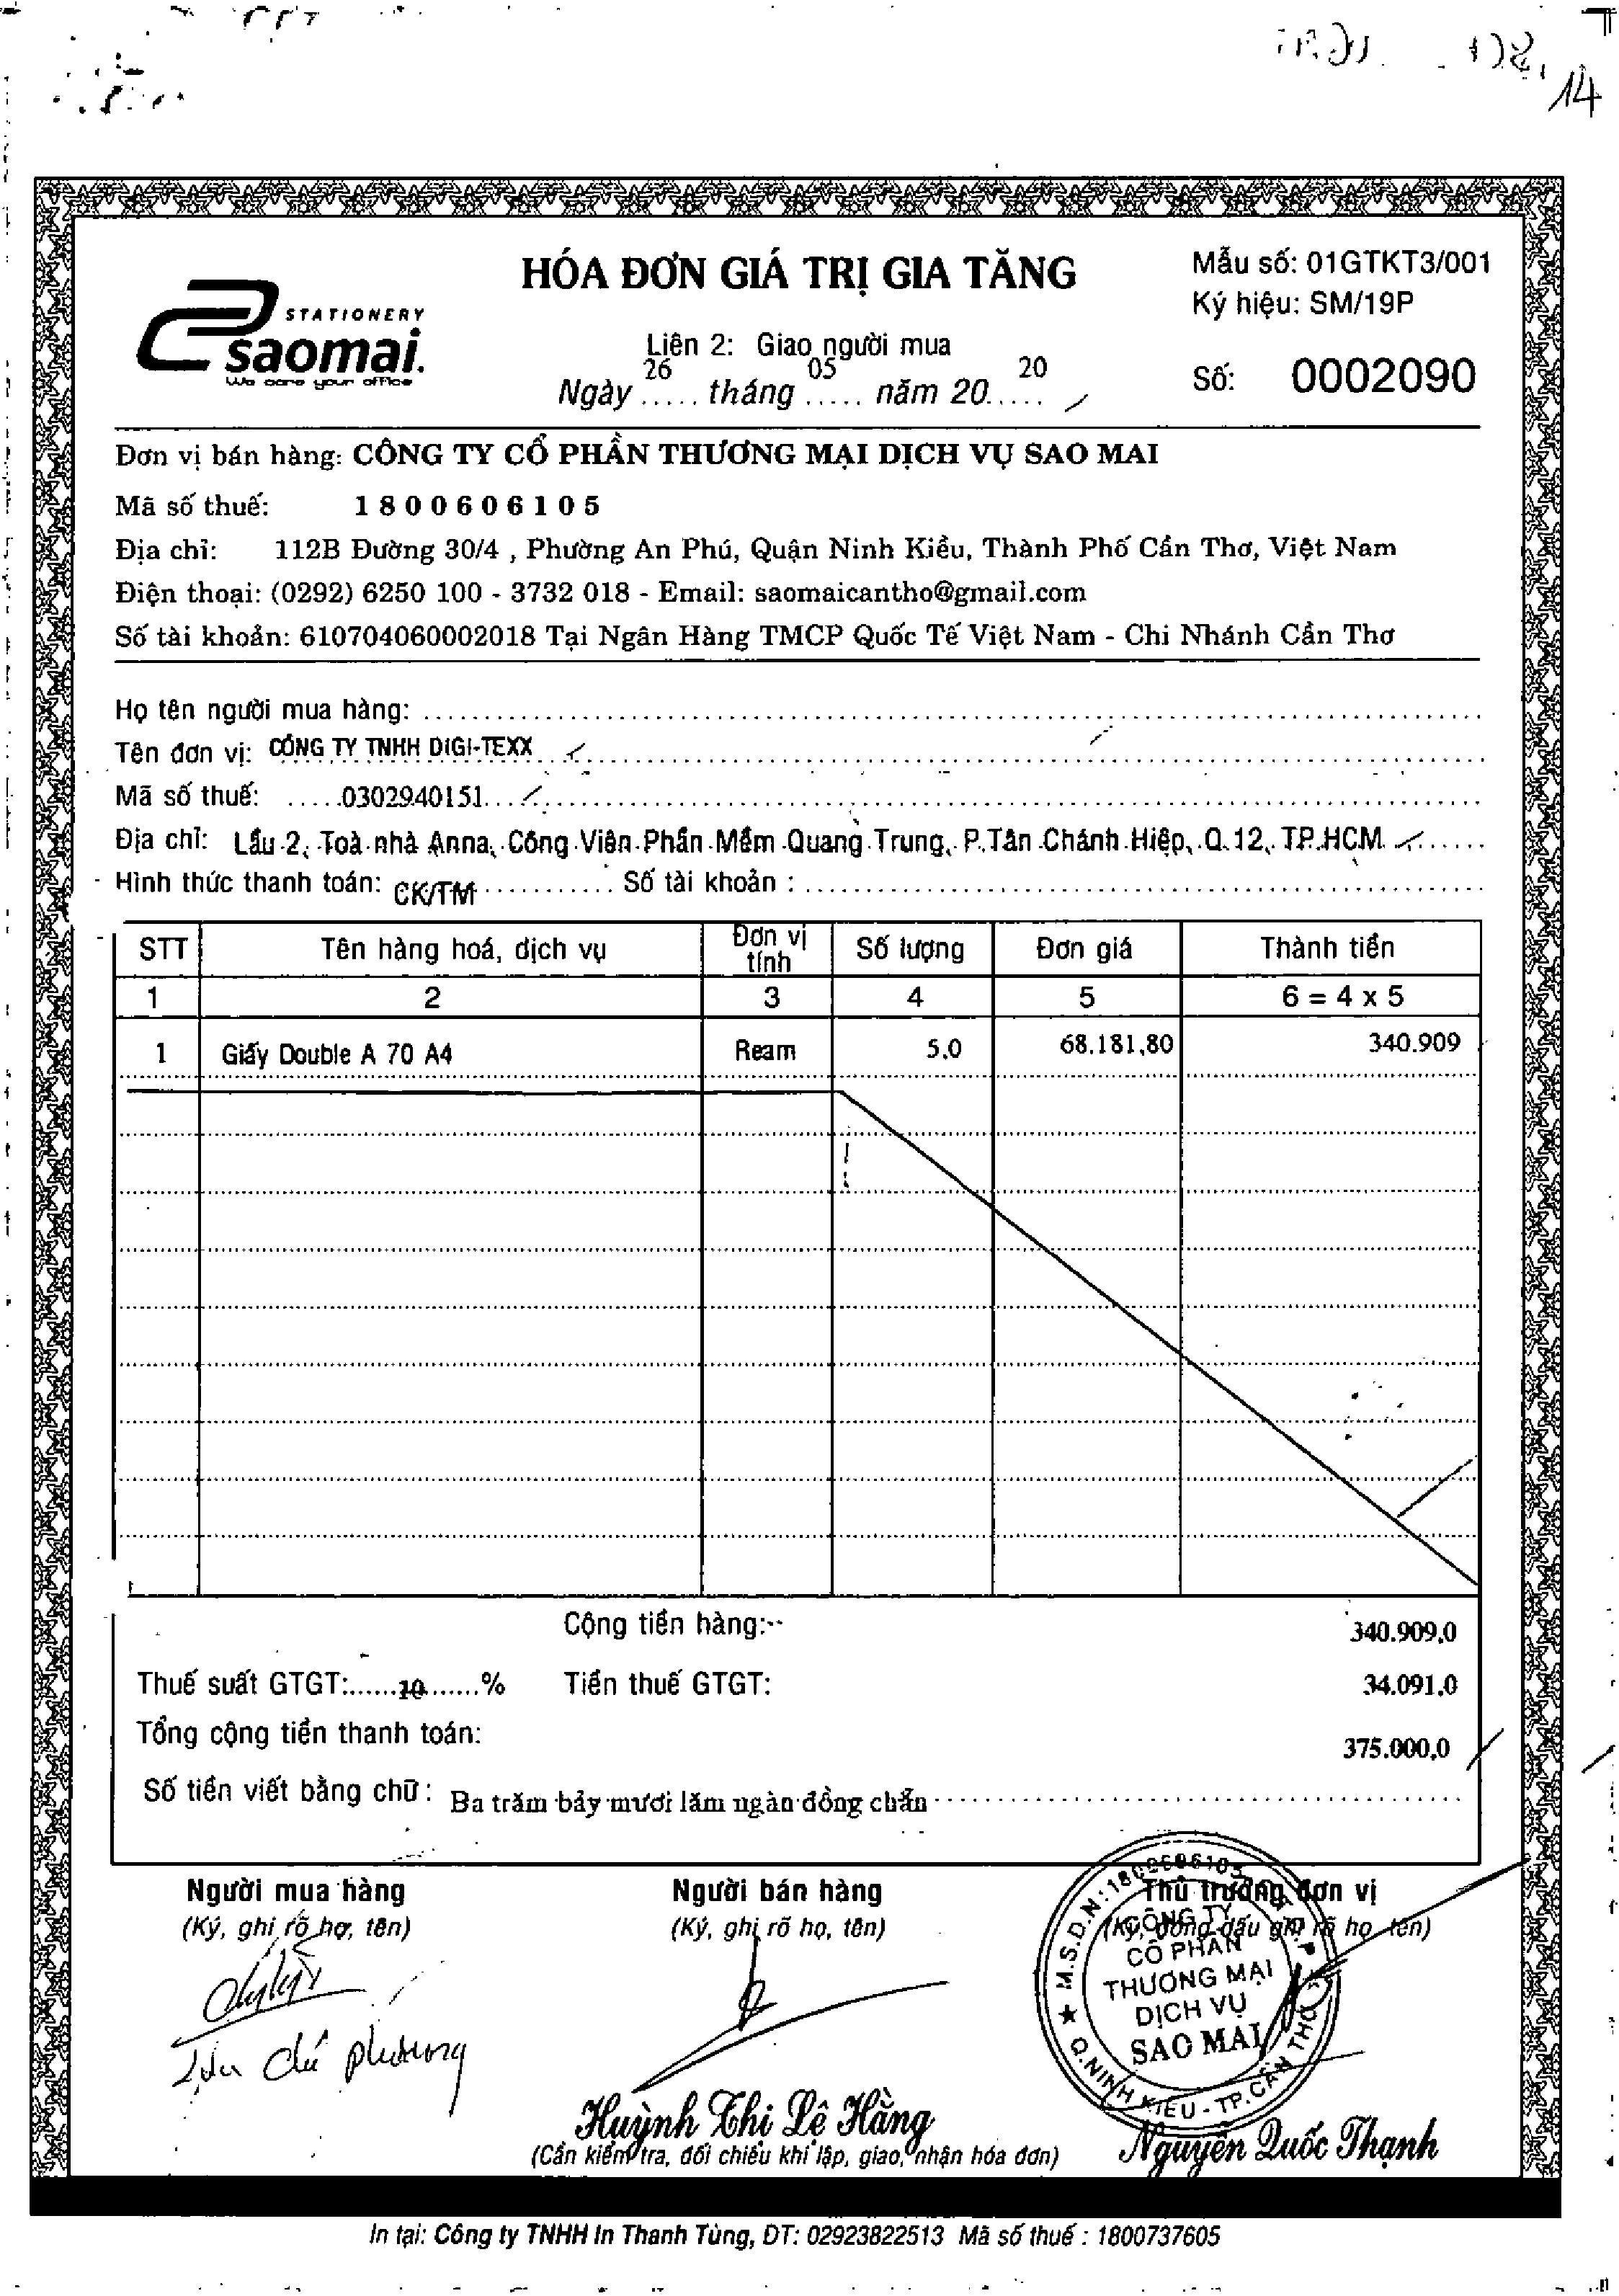 14
STATIONERY
saomai.
We care your office
HÓA ĐƠN GIÁ TRỊ GIA TĂNG
Liên 2: Giao người mua
Ngày 26 tháng 05 năm 20 20
Mẫu số: 01GTKT3/001
Ký hiệu: SM/19P
Số: 0002090
Đơn vị bán hàng: CÔNG TY CỔ PHẦN THƯƠNG MẠI DỊCH VỤ SAO MAI
Mã số thuế: 1800606105
Địa chỉ: 112B Đường 30/4 , Phường An Phú, Quận Ninh Kiều, Thành Phố Cần Thơ, Việt Nam
Điện thoại: (0292) 6250 100 - 3732 018 - Email: saomaicantho@gmail.com
Số tài khoản: 610704060002018 Tại Ngân Hàng TMCP Quốc Tế Việt Nam - Chi Nhánh Cần Thơ
Họ tên người mua hàng:
Tên đơn vị: CÔNG TY TNHH DIGI-TEXX
Mã số thuế: 0302940151
Địa chỉ: Lầu 2, Toà nhà Anna, Công Viên Phần Mềm Quang Trung, P.Tân Chánh Hiệp, Q.12, TP.HCM
Hình thức thanh toán: CK/TM Số tài khoản :
STT Tên hàng hoá, dịch vụ Đơn vị tính Số lượng Đơn giá Thành tiền
1 2 3 4 5 6 = 4 x 5
1 Giấy Double A 70 A4 Ream 5,0 68.181,80 340.909
Cộng tiền hàng: 340.909,0
Thuế suất GTGT:......10.......% Tiền thuế GTGT: 34.091,0
Tổng cộng tiền thanh toán: 375.000,0
Số tiền viết bằng chữ : Ba trăm bảy mươi lăm ngàn đồng chẵn
Người mua hàng Người bán hàng Thủ trưởng đơn vị
(Ký, ghi rõ họ, tên) (Ký, ghi rõ họ, tên) (Ký, đóng dấu ghi rõ họ, tên)
M.S.D.N: 1800606105
CÔNG TY
CỔ PHẦN
THƯƠNG MẠI
DỊCH VỤ
SAO MAI
Q.NINH KIỀU - TP.CẦN THƠ
chí phương
Huỳnh Thi Lê Hằng
Nguyễn Quốc Thạnh
(Cần kiểm tra, đối chiếu khi lập, giao, nhận hóa đơn)
In tại: Công ty TNHH In Thanh Tùng, ĐT: 02923822513 Mã số thuế : 1800737605